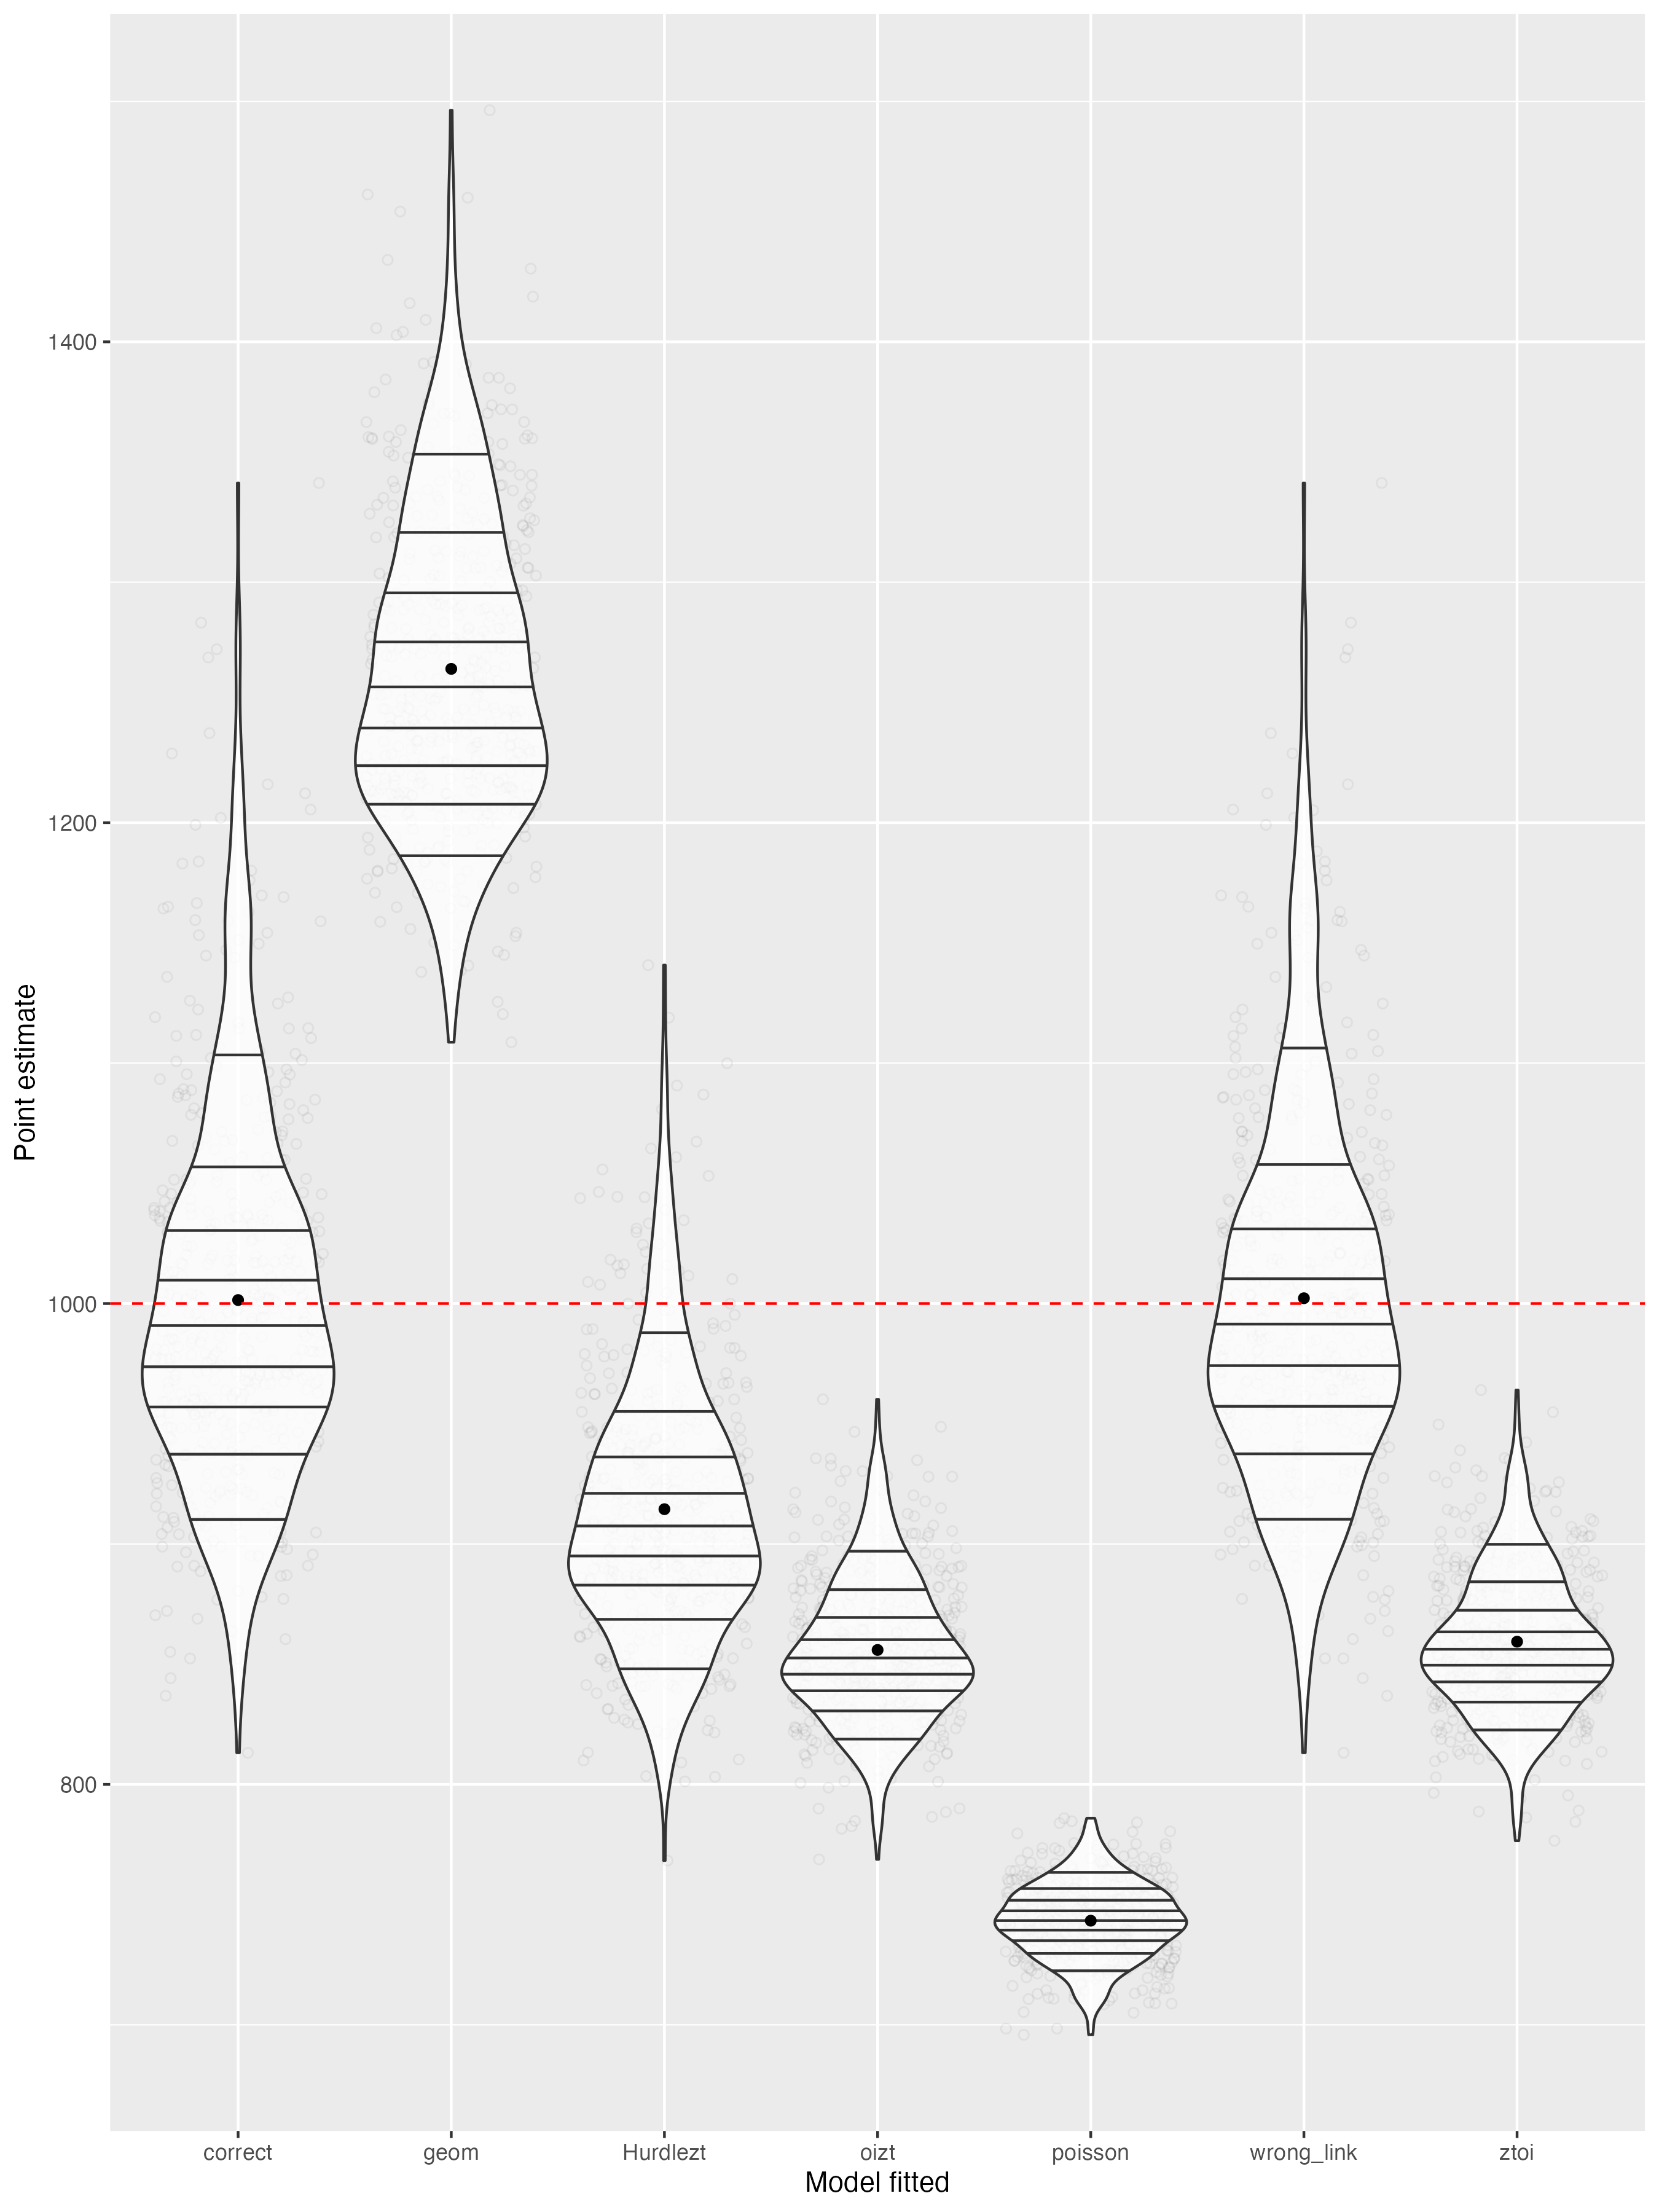 Point estimate
1400
1200
1000
800
correct
geom
Hurdlezt
oizt
poisson
wrong_link
ztoi
Model fitted